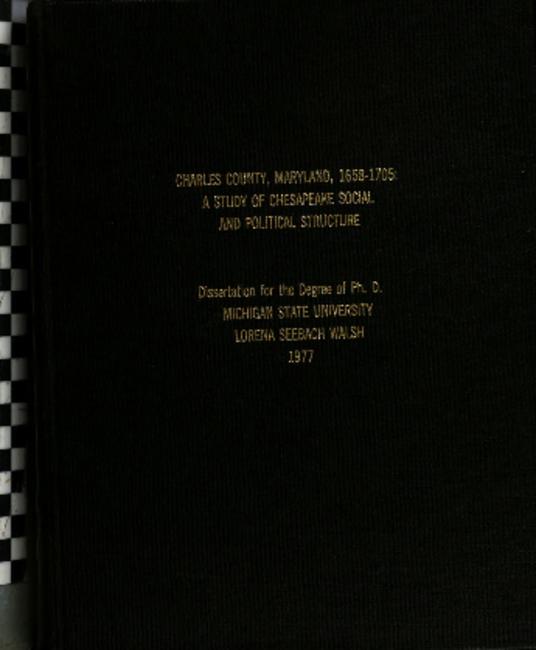 CHARLES COUNTY, MARYLAND, 1658-1705:
A STUDY OF CHESAPEAKE SOCIAL
AND POLITICAL STRUCTURE
Dissertation for the Degree of Ph. D.
MICHIGAN STATE UNIVERSITY
LORENA SEEBACH WALSH
1977